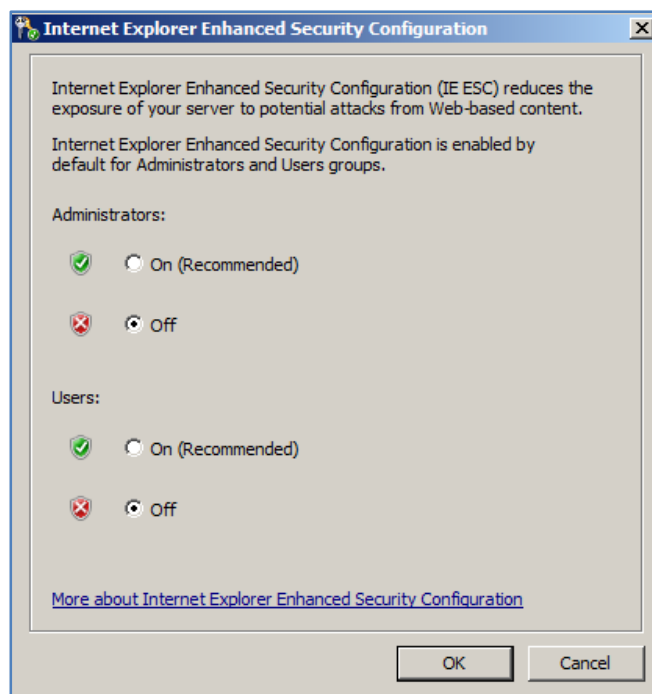 Internet Explorer Enhanced Security Configuration
Internet Explorer Enhanced Security Configuration (IE ESC) reduces the
exposure of your server to potential attacks from Web-based content.
Internet Explorer Enhanced Security Configuration is enabled by
default for Administrators and Users groups.
Administrators:
On (Recommended)
Off
Users:
On (Recommended)
Off
More about Internet Explorer Enhanced Security Configuration
OK Cancel